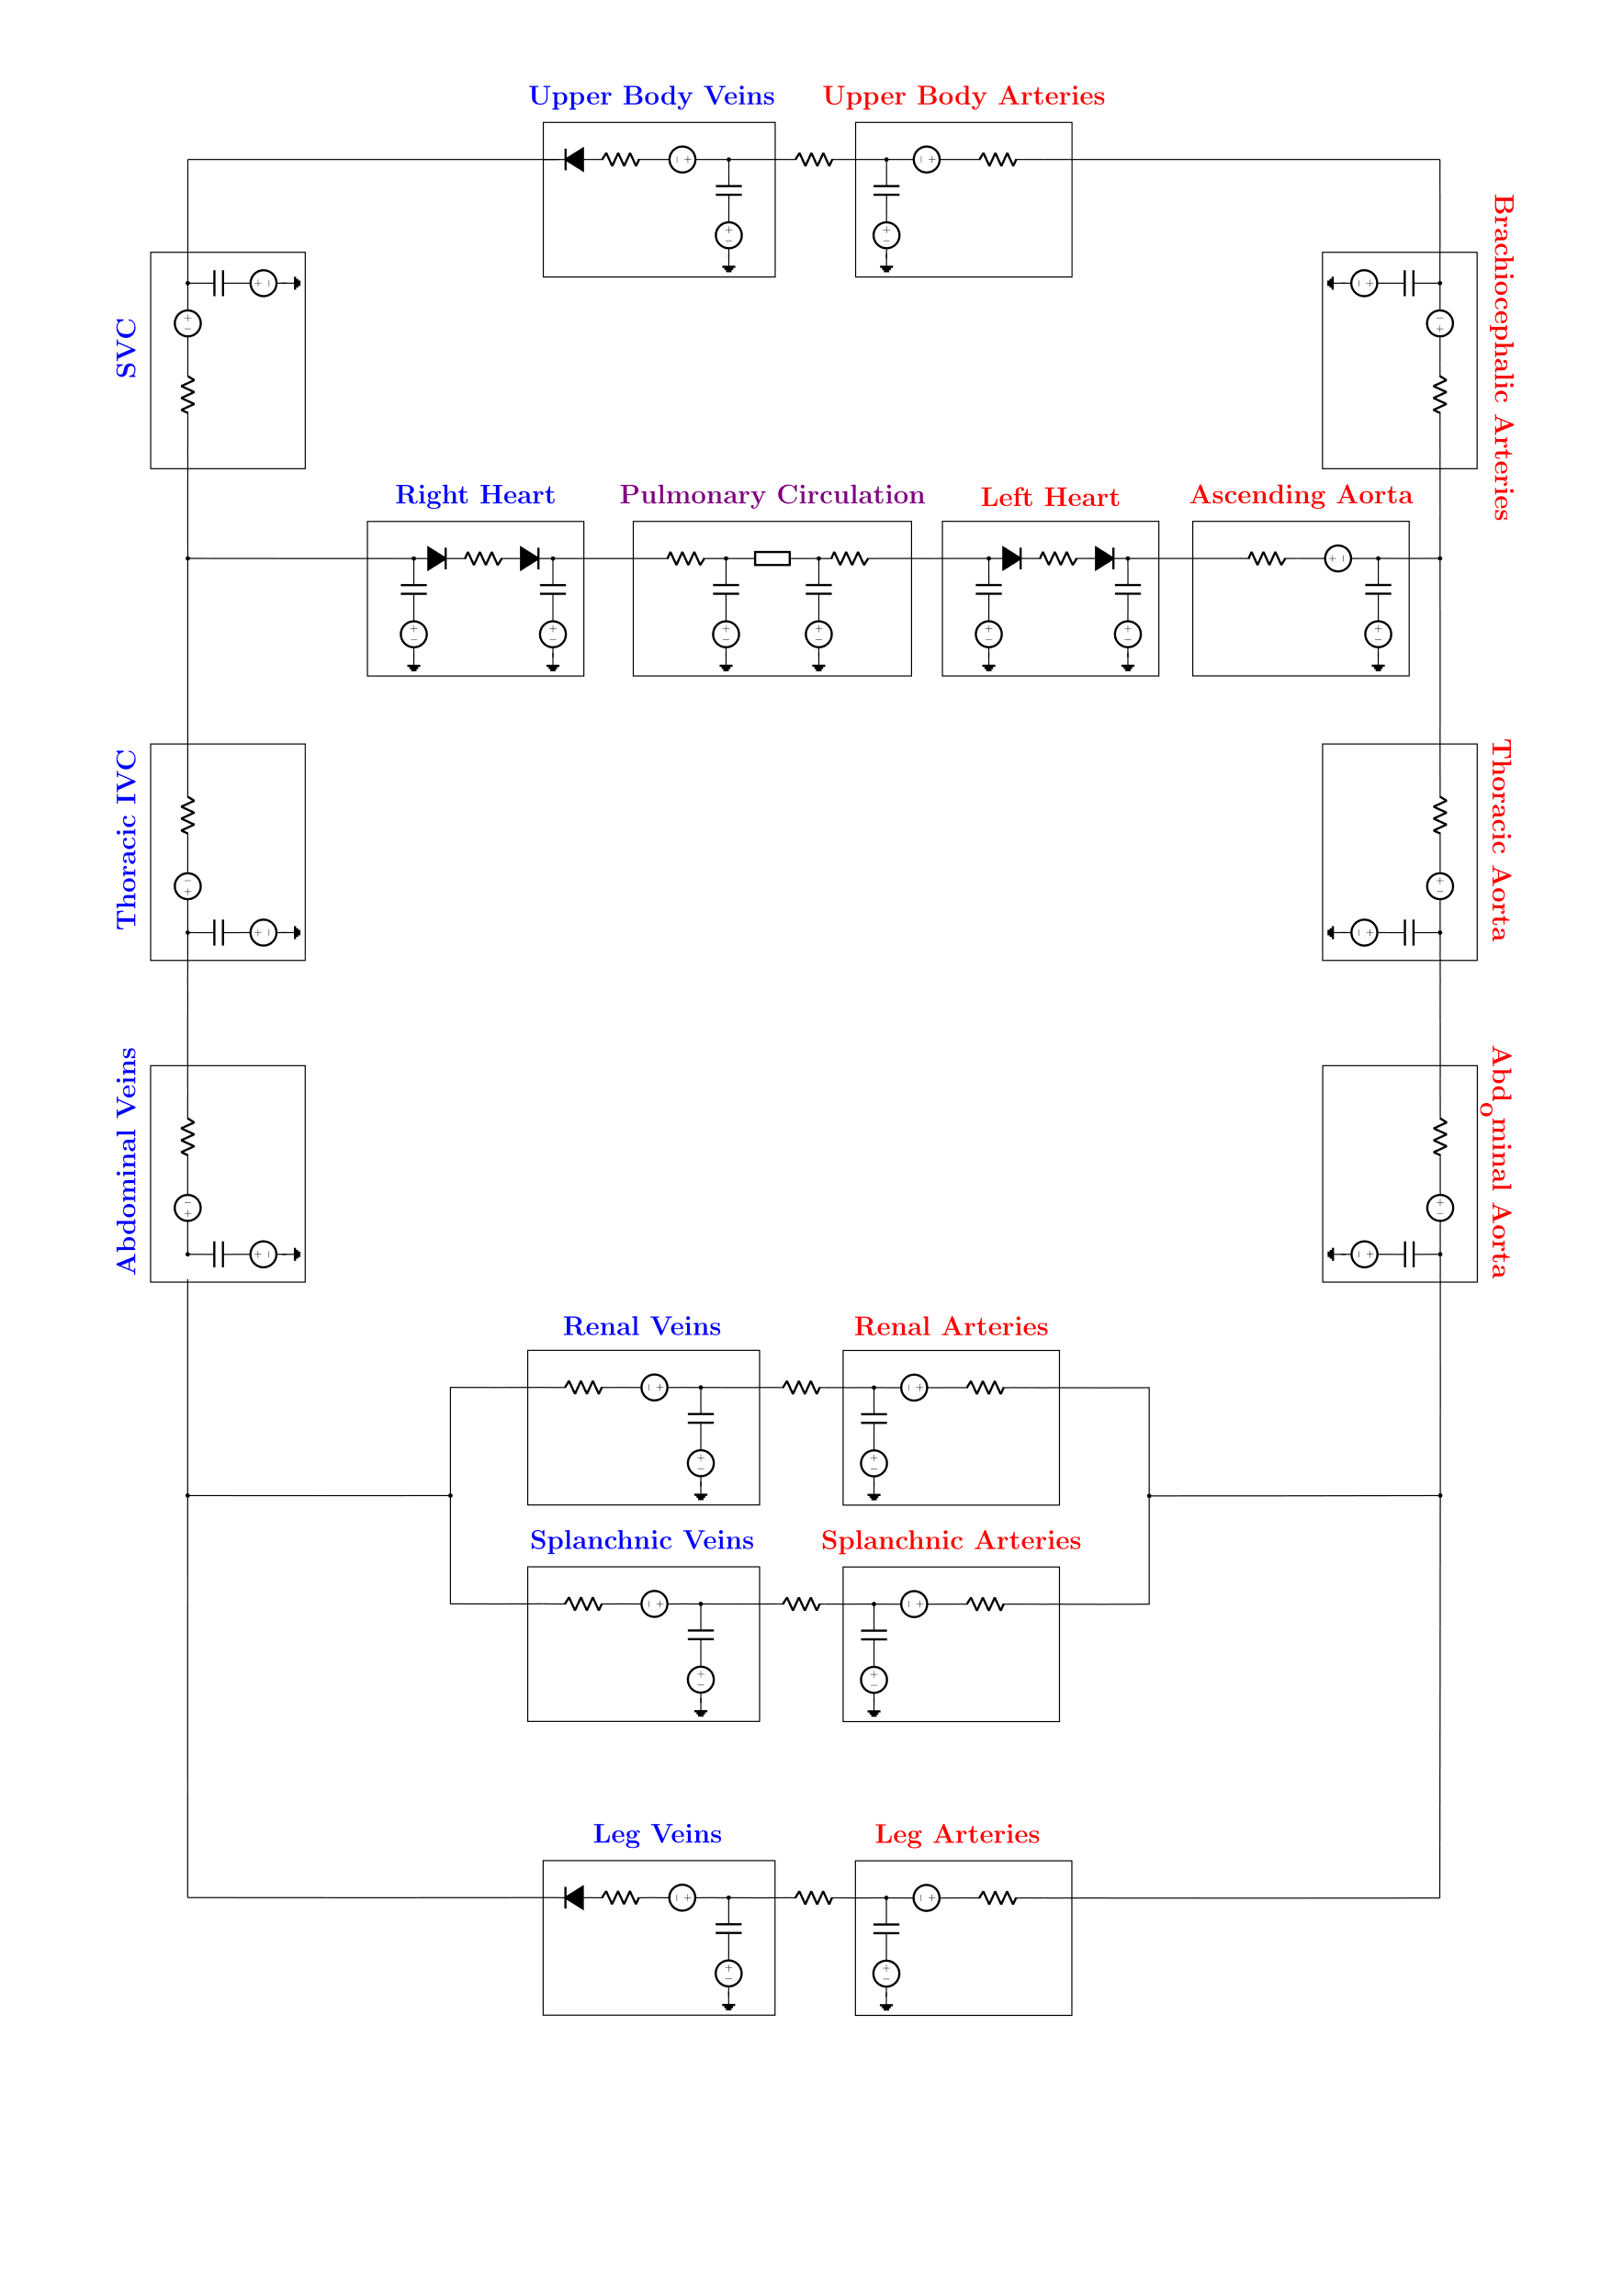 Upper Body Veins
Upper Body Arteries
SVC
Brachiocephalic Arteries
Right Heart
Pulmonary Circulation
Left Heart
Ascending Aorta
Thoracic IVC
Thoracic Aorta
Abdominal Veins
Abdominal Aorta
Renal Veins
Renal Arteries
Splanchnic Veins
Splanchnic Arteries
Leg Veins
Leg Arteries